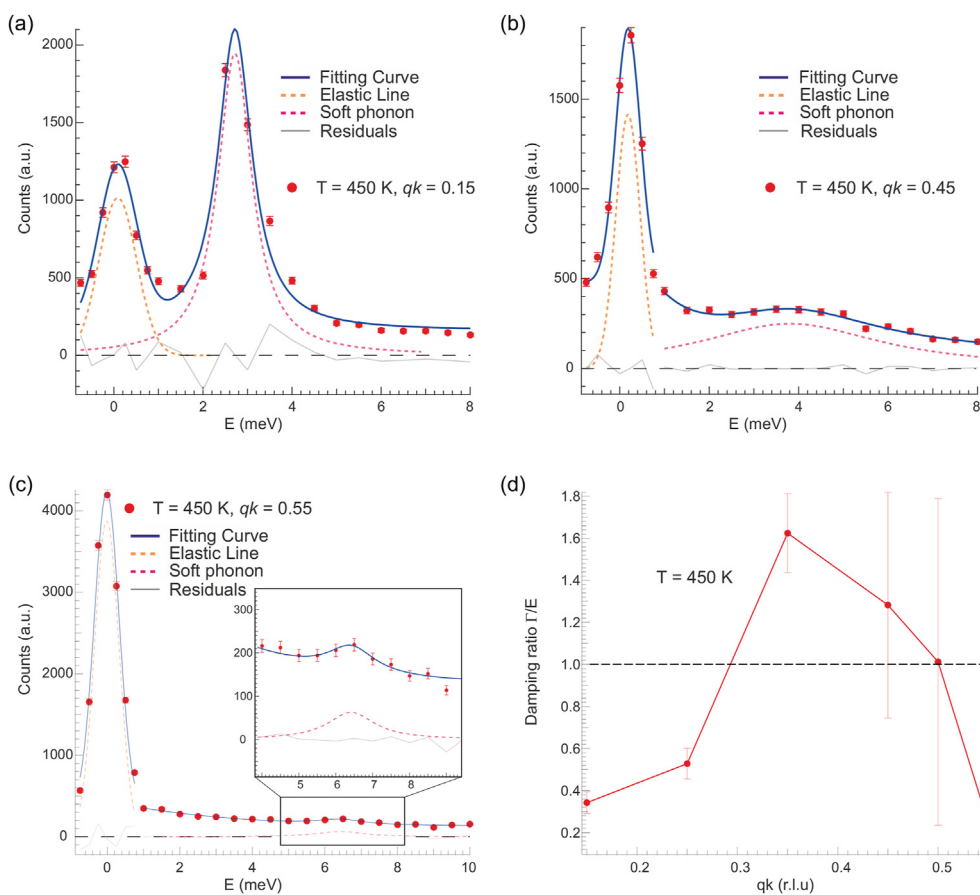 (a)
2000
1500
1000
500
0
Counts (a.u.)
Fitting Curve
Elastic Line
Soft phonon
Residuals
T = 450 K, qk = 0.15
0 2 4 6 8
E (meV)
(b)
1500
1000
500
0
Counts (a.u.)
Fitting Curve
Elastic Line
Soft phonon
Residuals
T = 450 K, qk = 0.45
0 2 4 6 8
E (meV)
(c)
4000
3000
2000
1000
0
Counts (a.u.)
T = 450 K, qk = 0.55
Fitting Curve
Elastic Line
Soft phonon
Residuals
300
200
100
0
5 6 7 8
0 2 4 6 8 10
E (meV)
(d)
1.8
1.6
1.4
1.2
1.0
0.8
0.6
0.4
0.2
Damping ratio Γ/E
T = 450 K
0.2 0.3 0.4 0.5
qk (r.l.u)